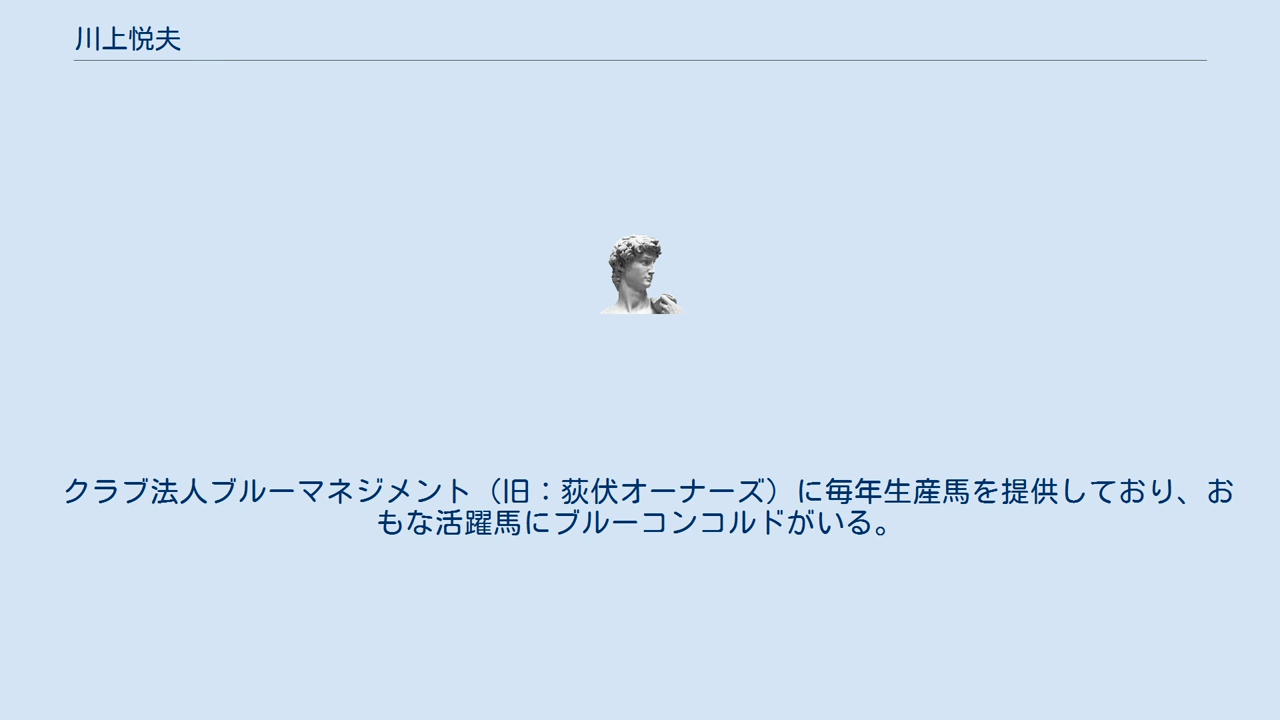 川上悦夫
クラブ法人ブルーマネジメント（旧：荻伏オーナーズ）に毎年生産馬を提供しており、お
もな活躍馬にブルーコンコルドがいる。